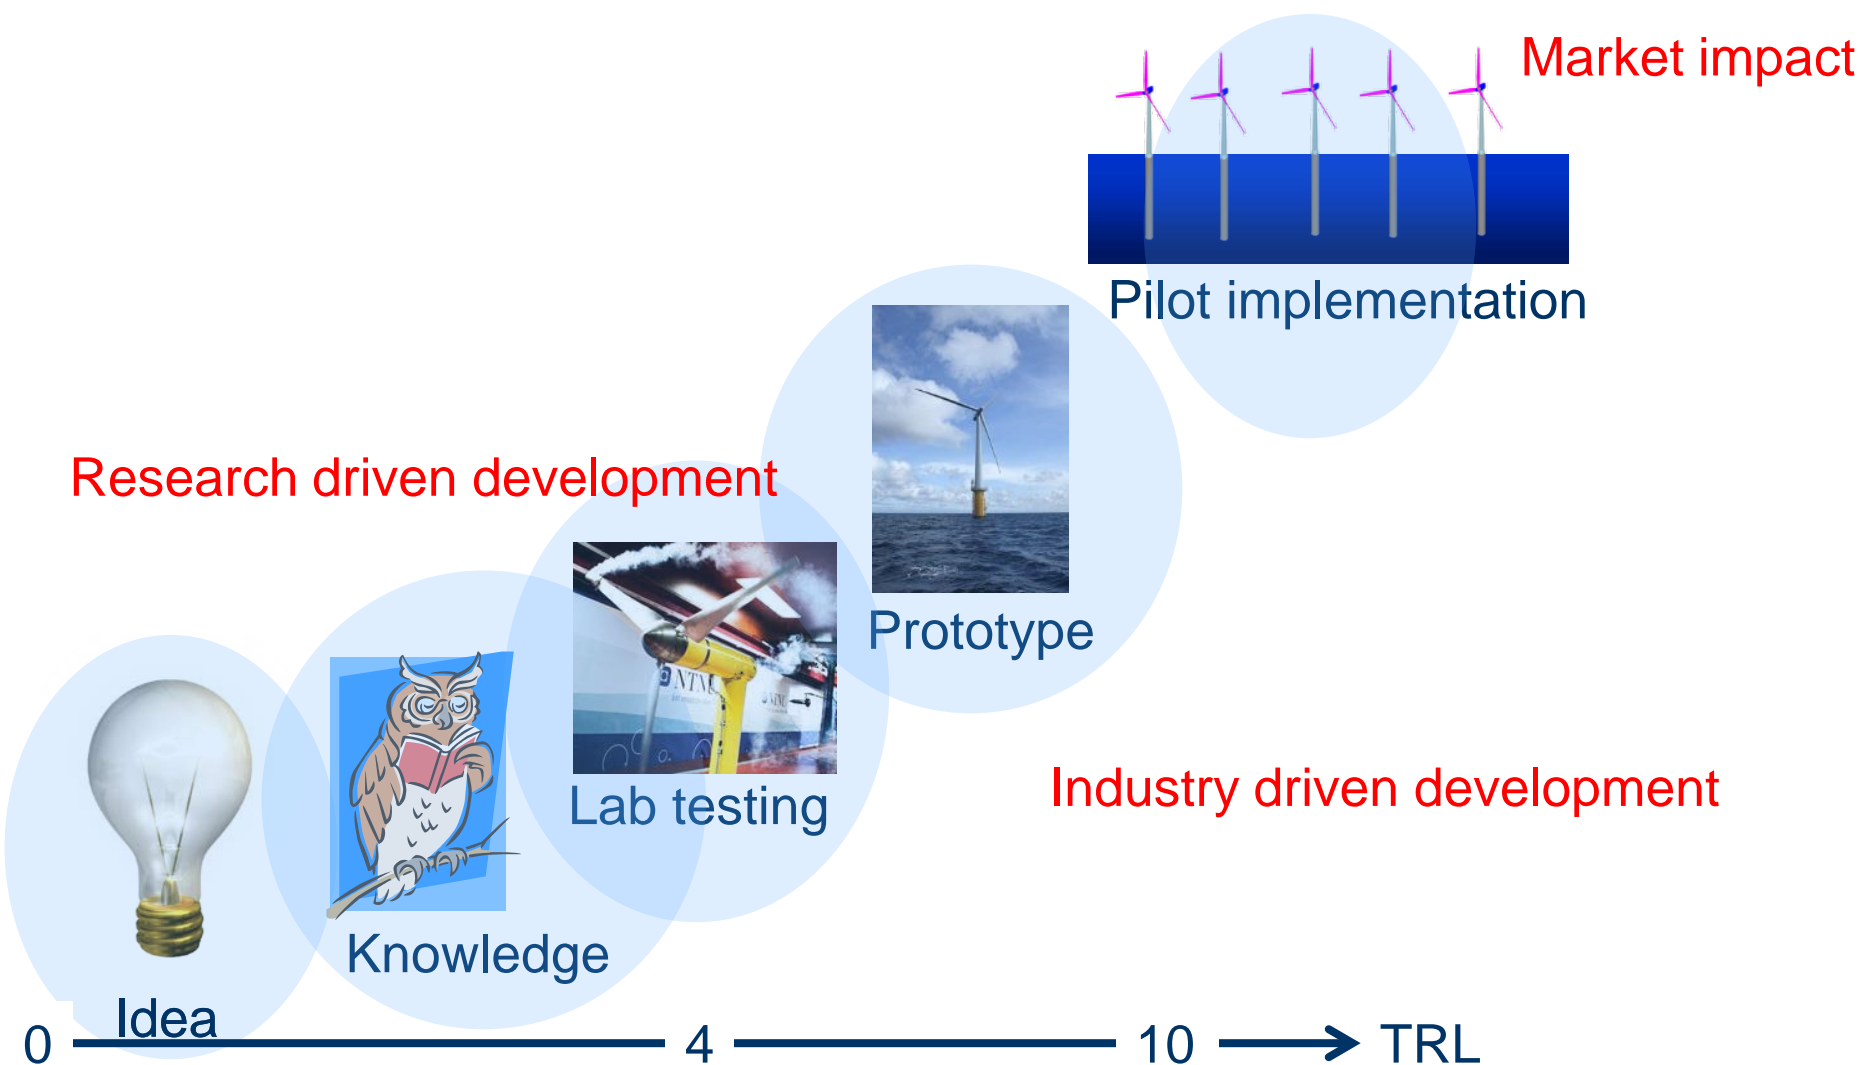 Market impact
Pilot implementation
Research driven development
Prototype
NTNU
Lab testing
Industry driven development
Knowledge
Idea
0
4
10
TRL